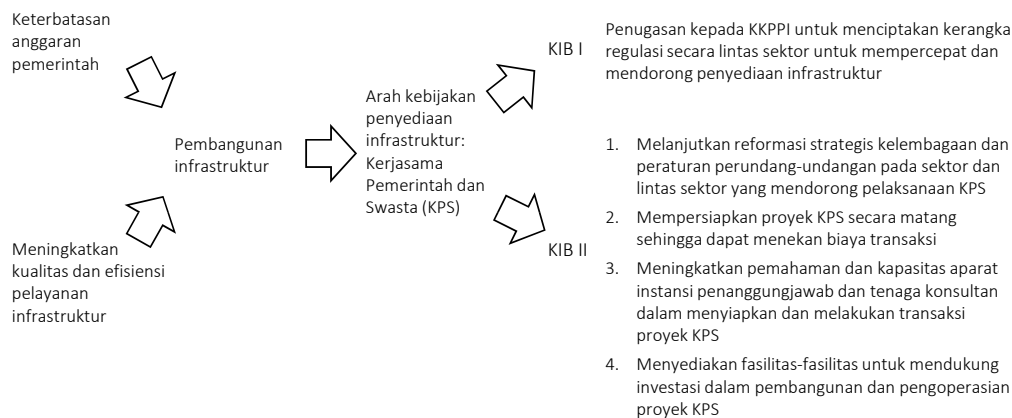 Keterbatasan
anggaran
pemerintah
Meningkatkan
kualitas dan efisiensi
pelayanan
infrastruktur
Pembangunan
infrastruktur
Arah kebijakan
penyediaan
infrastruktur:
Kerjasama
Pemerintah dan
Swasta (KPS)
KIB I
Penugasan kepada KKPPI untuk menciptakan kerangka
regulasi secara lintas sektor untuk mempercepat dan
mendorong penyediaan infrastruktur
KIB II
1. Melanjutkan reformasi strategis kelembagaan dan
peraturan perundang-undangan pada sektor dan
lintas sektor yang mendorong pelaksanaan KPS
2. Mempersiapkan proyek KPS secara matang
sehingga dapat menekan biaya transaksi
3. Meningkatkan pemahaman dan kapasitas aparat
instansi penanggungjawab dan tenaga konsultan
dalam menyiapkan dan melakukan transaksi
proyek KPS
4. Menyediakan fasilitas-fasilitas untuk mendukung
investasi dalam pembangunan dan pengoperasian
proyek KPS